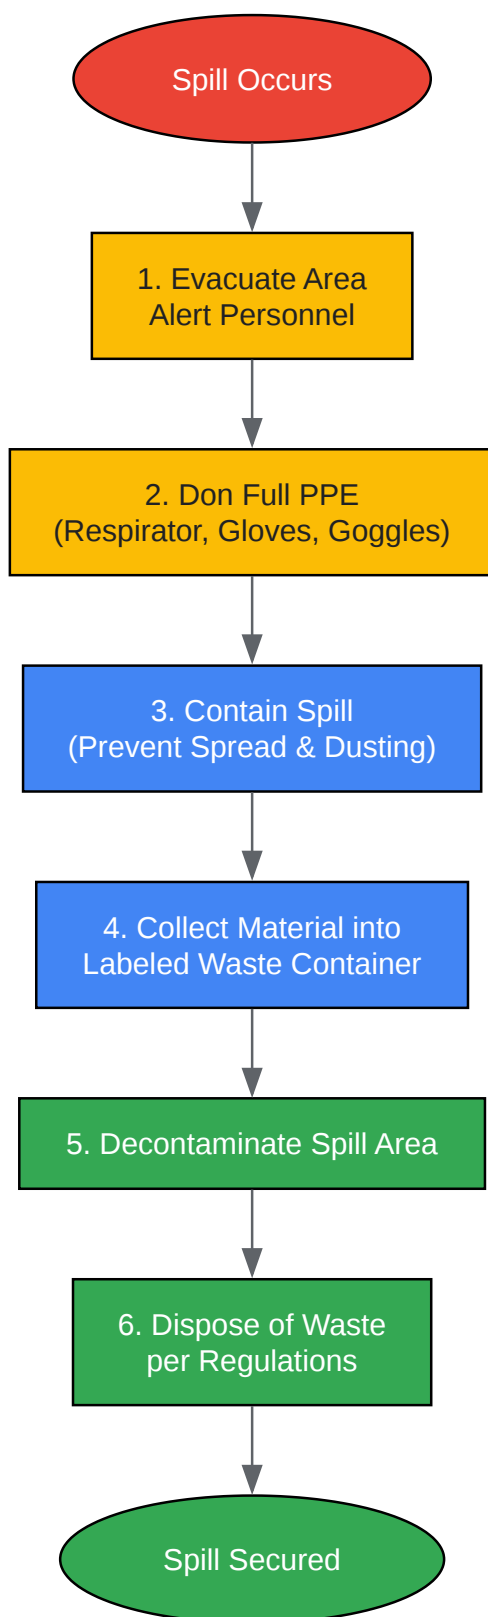 Spill Occurs
1. Evacuate Area
Alert Personnel
2. Don Full PPE
(Respirator, Gloves, Goggles)
3. Contain Spill
(Prevent Spread & Dusting)
4. Collect Material into
Labeled Waste Container
5. Decontaminate Spill Area
6. Dispose of Waste
per Regulations
Spill Secured